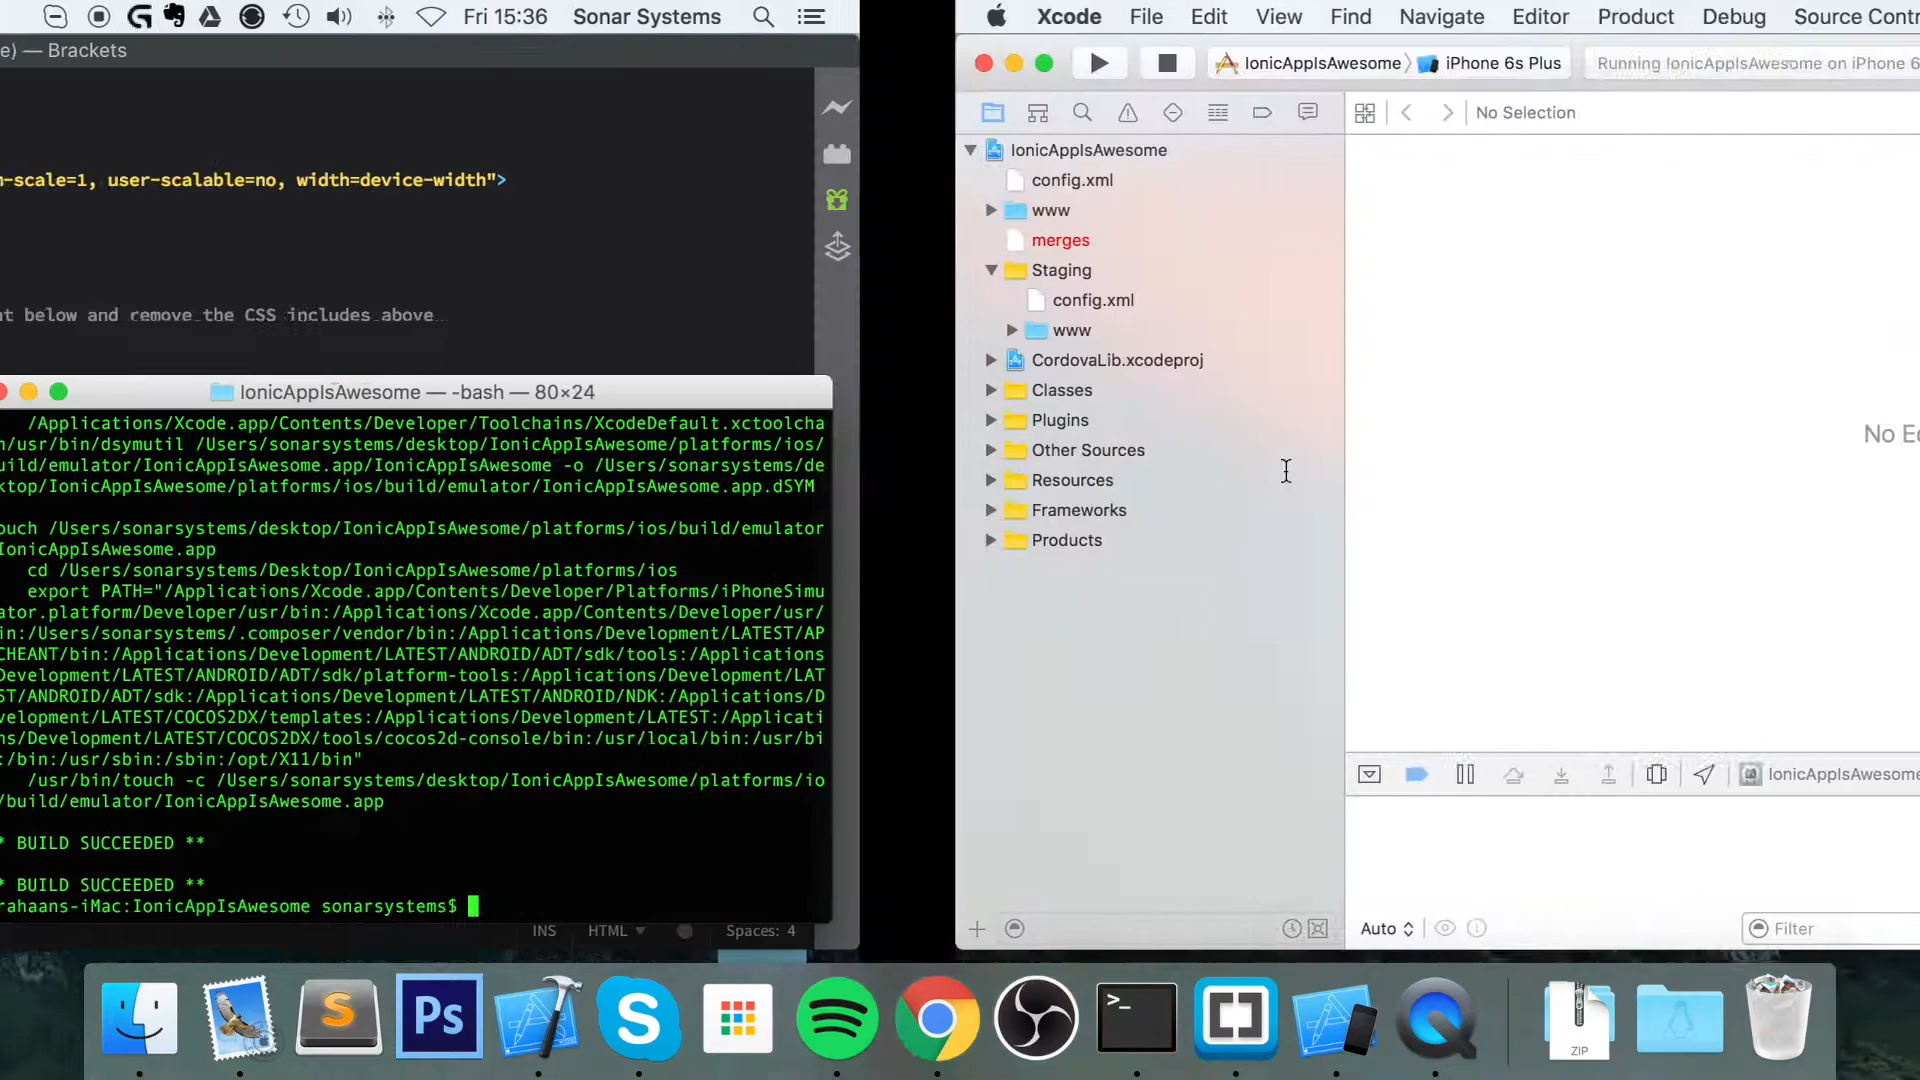 Fri 15:36
Sonar Systems
e) — Brackets
-scale=1, user-scalable=no, width=device-width">
t below and remove the CSS includes above
IonicAppIsAwesome — -bash — 80×24
/Applications/Xcode.app/Contents/Developer/Toolchains/XcodeDefault.xctoolcha
n/usr/bin/dsymutil /Users/sonarsystems/desktop/IonicAppIsAwesome/platforms/ios/
uild/emulator/IonicAppIsAwesome.app/IonicAppIsAwesome -o /Users/sonarsystems/de
ktop/IonicAppIsAwesome/platforms/ios/build/emulator/IonicAppIsAwesome.app.dSYM
ouch /Users/sonarsystems/desktop/IonicAppIsAwesome/platforms/ios/build/emulator
IonicAppIsAwesome.app
cd /Users/sonarsystems/Desktop/IonicAppIsAwesome/platforms/ios
export PATH="/Applications/Xcode.app/Contents/Developer/Platforms/iPhoneSimu
ator.platform/Developer/usr/bin:/Applications/Xcode.app/Contents/Developer/usr/
in:/Users/sonarsystems/.composer/vendor/bin:/Applications/Development/LATEST/AP
CHEANT/bin:/Applications/Development/LATEST/ANDROID/ADT/sdk/tools:/Applications
Development/LATEST/ANDROID/ADT/sdk/platform-tools:/Applications/Development/LAT
ST/ANDROID/ADT/sdk:/Applications/Development/LATEST/ANDROID/NDK:/Applications/D
velopment/LATEST/COCOS2DX/templates:/Applications/Development/LATEST:/Applicati
ns/Development/LATEST/COCOS2DX/tools/cocos2d-console/bin:/usr/local/bin:/usr/bi
:/bin:/usr/sbin:/sbin:/opt/X11/bin"
/usr/bin/touch -c /Users/sonarsystems/desktop/IonicAppIsAwesome/platforms/io
/build/emulator/IonicAppIsAwesome.app
* BUILD SUCCEEDED **
* BUILD SUCCEEDED **
rahaans-iMac:IonicAppIsAwesome sonarsystems$
INS HTML Spaces: 4
Xcode File Edit View Find Navigate Editor Product Debug Source Contr
IonicAppIsAwesome iPhone 6s Plus
Running IonicAppIsAwesome on iPhone 6
No Selection
IonicAppIsAwesome
config.xml
www
merges
Staging
config.xml
www
CordovaLib.xcodeproj
Classes
Plugins
Other Sources
Resources
Frameworks
Products
No Ed
IonicAppIsAwesome
Auto
Filter
S
Ps
S
>_
ZIP